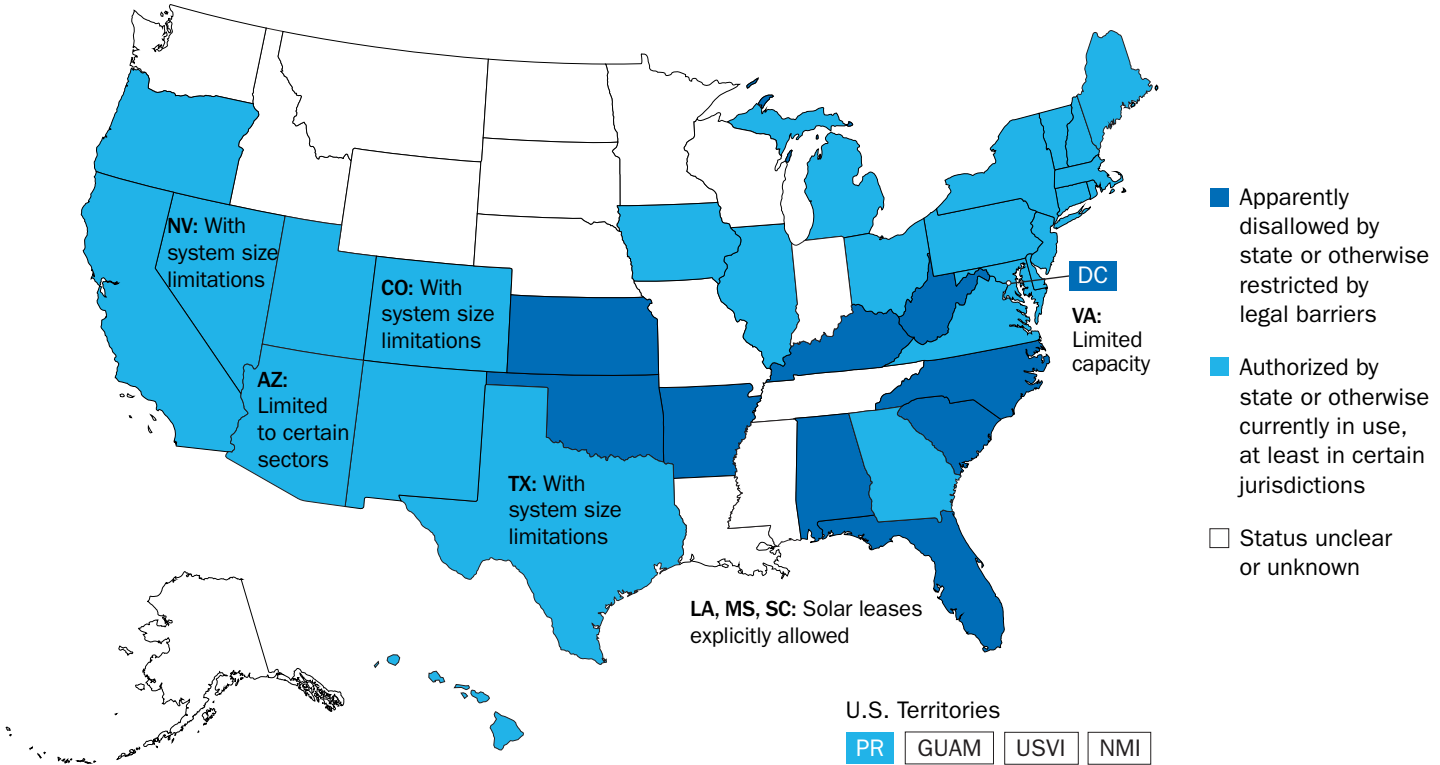 NV: With
system size
limitations
CO: With
system size
limitations
AZ:
Limited
to certain
sectors
TX: With
system size
limitations
DC
VA:
Limited
capacity
LA, MS, SC: Solar leases
explicitly allowed
Apparently
disallowed by
state or otherwise
restricted by
legal barriers
Authorized by
state or otherwise
currently in use,
at least in certain
jurisdictions
Status unclear
or unknown
U.S. Territories
PR GUAM USVI NMI